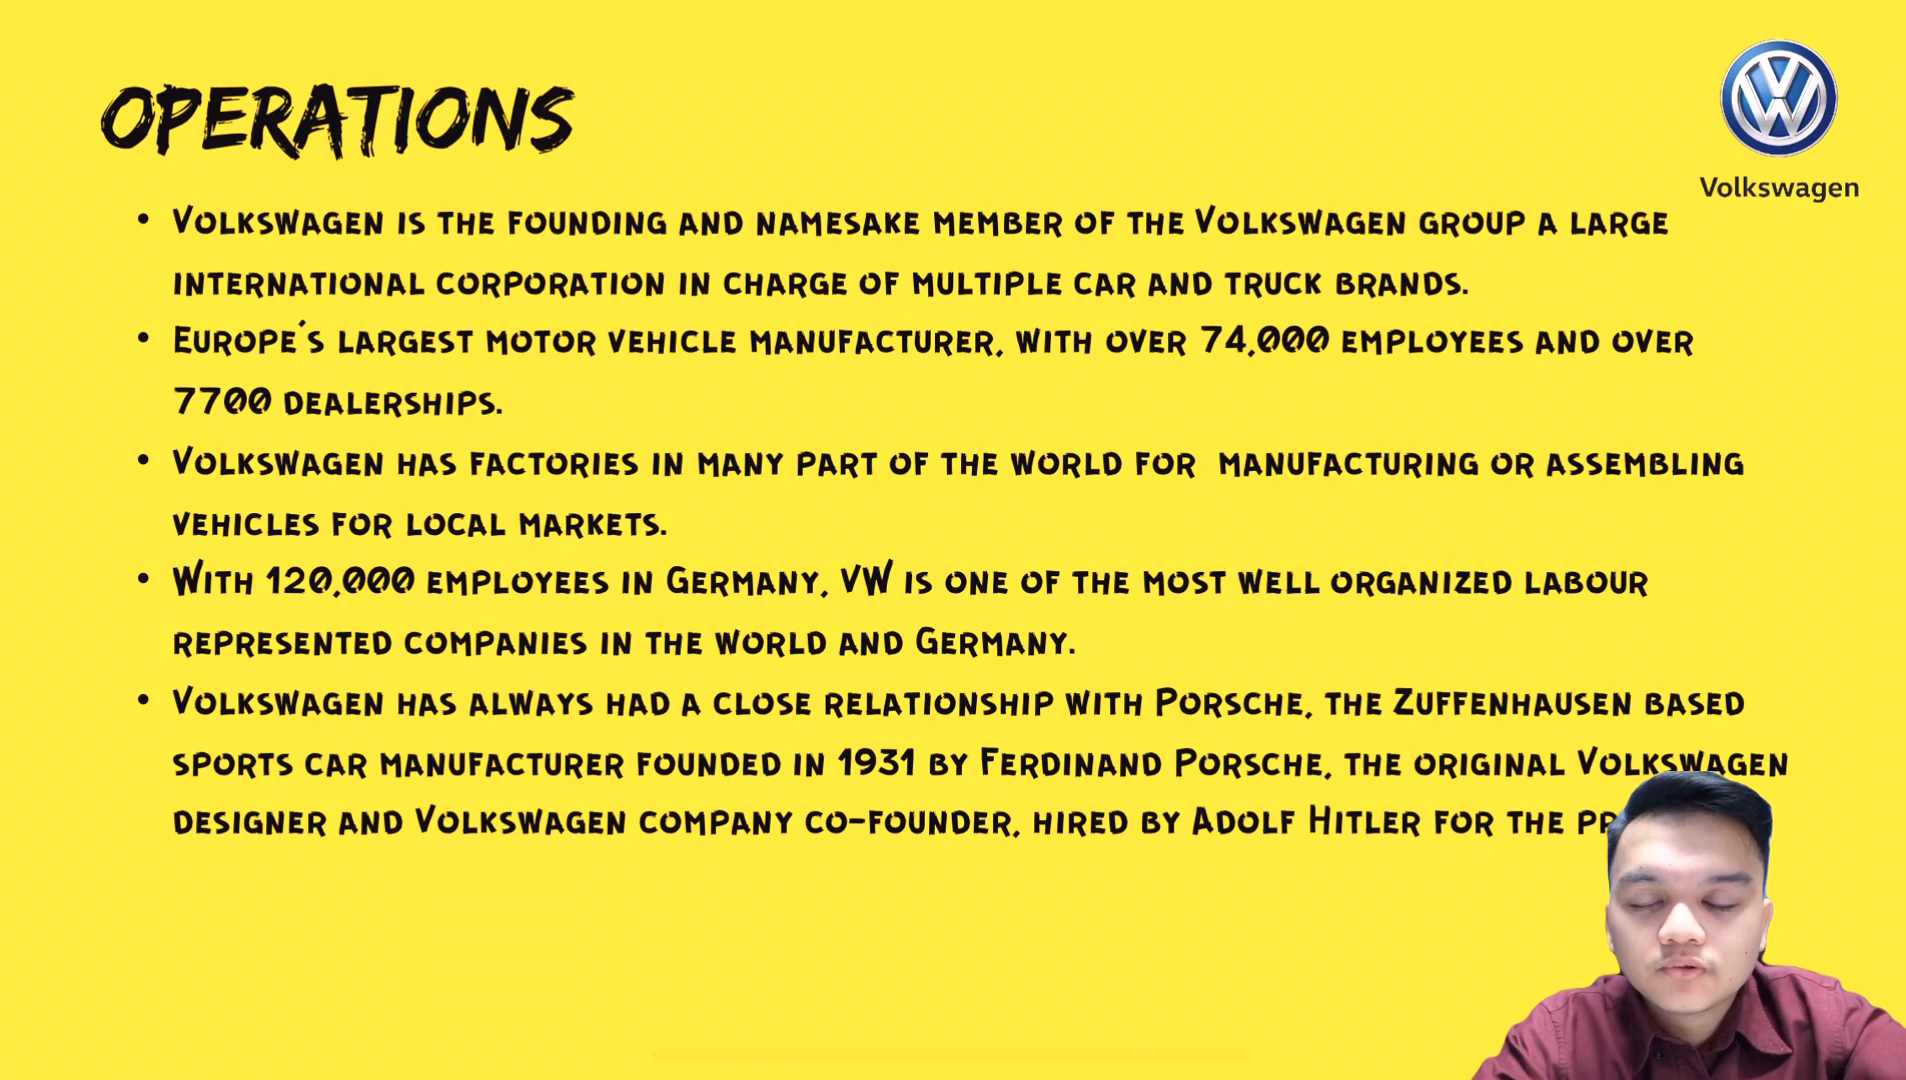 OPERATIONS
Volkswagen
• Volkswagen is the founding and namesake member of the Volkswagen group a large
international corporation in charge of multiple car and truck brands.
• Europe's largest motor vehicle manufacturer, with over 74,000 employees and over
7700 dealerships.
• Volkswagen has factories in many part of the world for manufacturing or assembling
vehicles for local markets.
• With 120,000 employees in Germany, VW is one of the most well organized labour
represented companies in the world and Germany.
• Volkswagen has always had a close relationship with Porsche, the Zuffenhausen based
sports car manufacturer founded in 1931 by Ferdinand Porsche, the original Volkswagen
designer and Volkswagen company co-founder, hired by Adolf Hitler for the